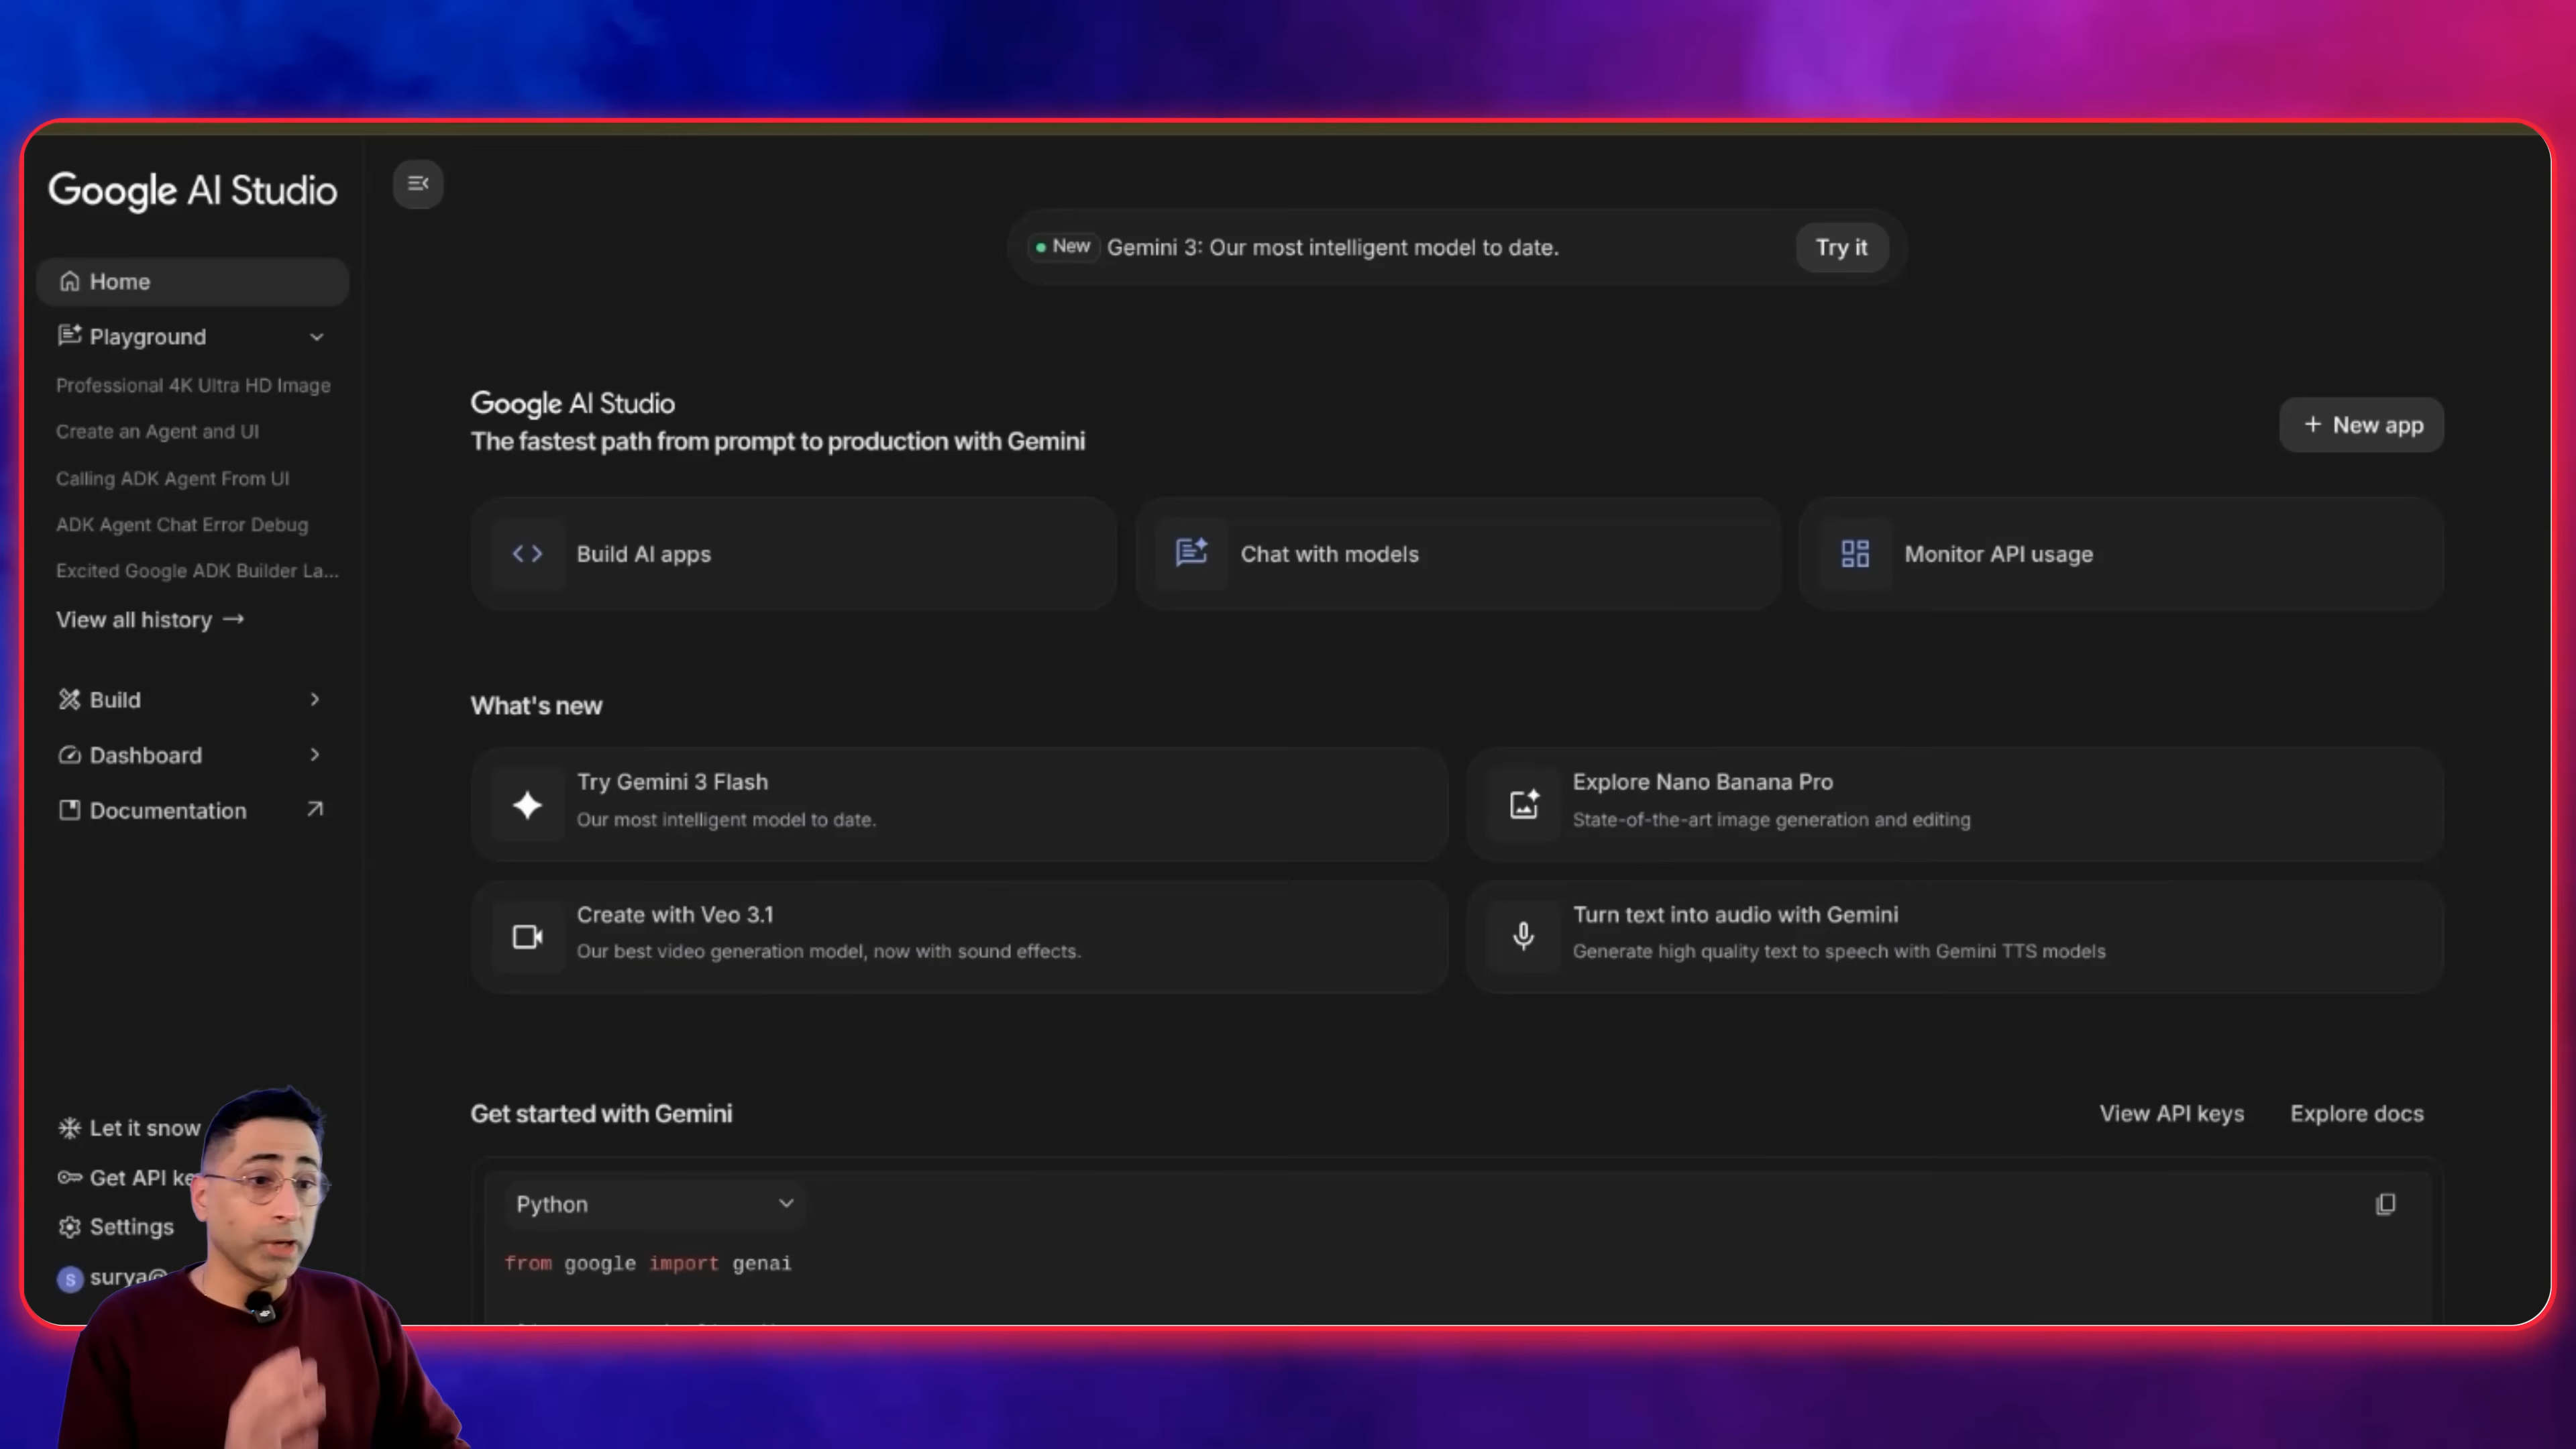 Google AI Studio
Home
Playground
Professional 4K Ultra HD Image
Create an Agent and UI
Calling ADK Agent From UI
ADK Agent Chat Error Debug
Excited Google ADK Builder La...
View all history →
Build
Dashboard
Documentation
Let it snow
Get API ke
Settings
S surya@
New Gemini 3: Our most intelligent model to date. Try it
Google AI Studio
The fastest path from prompt to production with Gemini
+ New app
Build AI apps
Chat with models
Monitor API usage
What's new
Try Gemini 3 Flash
Our most intelligent model to date.
Explore Nano Banana Pro
State-of-the-art image generation and editing
Create with Veo 3.1
Our best video generation model, now with sound effects.
Turn text into audio with Gemini
Generate high quality text to speech with Gemini TTS models
Get started with Gemini
View API keys
Explore docs
Python
from google import genai